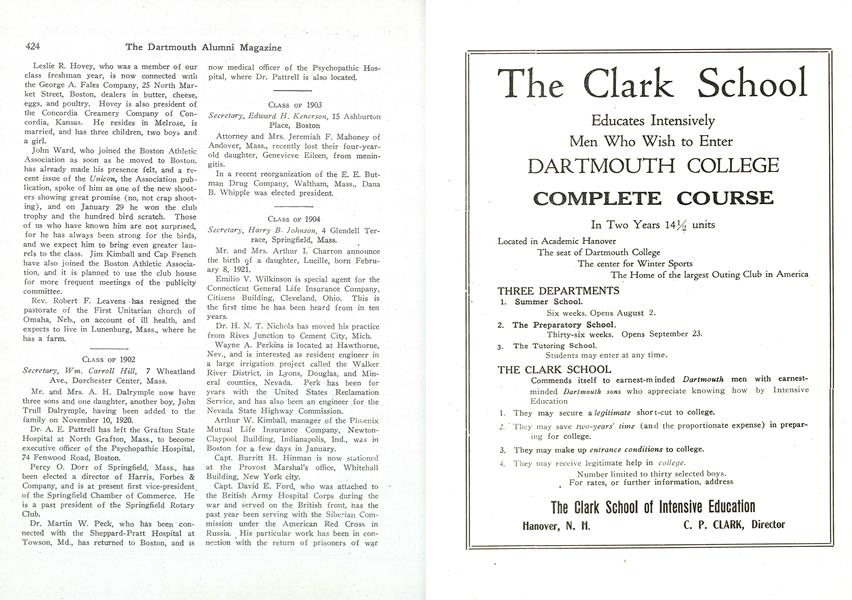 424 The Dartmouth Alumni Magazine
Leslie R. Hovey, who was a member of our
class freshman year, is now connected with
the George A. Fales Company, 25 North Mar-
ket Street, Boston, dealers in butter, cheese,
eggs, and poultry. Hovey is also president of
the Concordia Creamery Company of Con-
cordia, Kansas. He resides in Melrose, is
married, and has three children, two boys and
a girl.
John Ward, who joined the Boston Athletic
Association as soon as he moved to Boston,
has already made his presence felt, and a re-
cent issue of the Unicon, the Association pub-
lication, spoke of him as one of the new shoot-
ers showing great promise (no, not crap shoot-
ing), and on January 29 he won the club
trophy and the hundred bird scratch. Those
of us who have known him are not surprised,
for he has always been strong for the birds,
and we expect him to bring even greater lau-
rels to the class. Jim Kimball and Cap French
have also joined the Boston Athletic Associa-
tion, and it is planned to use the club house
for more frequent meetings of the publicity
committee.
Rev. Robert F. Leavens has resigned the
pastorate of the First Unitarian church of
Omaha, Neb., on account of ill health, and
expects to live in Lunenburg, Mass., where he
has a farm.
Class of 1902
Secretary, Wm. Carroll Hill, 7 Wheatland
Ave., Dorchester Center, Mass.
Mr. and Mrs. A. H. Dalrymple now have
three sons and one daughter, another boy, John
Trull Dalrymple, having been added to the
family on November 10, 1920.
Dr. A. E. Pattrell has left the Grafton State
Hospital at North Grafton, Mass., to become
executive officer of the Psychopathic Hospital,
74 Fenwood Road, Boston.
Percy O. Dorr of Springfield, Mass., has
been elected a director of Harris, Forbes &
Company, and is at present first vice-president
of the Springfield Chamber of Commerce. He
is a past president of the Springfield Rotary
Club.
Dr. Martin W. Peck, who has been con-
nected with the Sheppard-Pratt Hospital at
Towson, Md., has returned to Boston, and is
now medical officer of the Psychopathic Hos-
pital, where Dr. Pattrell is also located.
Class of 1903
Secretary, Edward H. Kenerson, 15 Ashburton
Place, Boston
Attorney and Mrs. Jeremiah F. Mahoney of
Andover, Mass., recently lost their four-year-
old daughter, Genevieve Eileen, from menin-
gitis.
In a recent reorganization of the E. E. But-
man Drug Company, Waltham, Mass., Dana
B. Whipple was elected president.
Class of 1904
Secretary, Harry B. Johnson, 4 Glendell Ter-
race, Springfield, Mass.
Mr. and Mrs. Arthur I. Charron announce
the birth of a daughter, Lucille, born Febru-
ary 8, 1921.
Emilio V. Wilkinson is special agent for the
Connecticut General Life Insurance Company,
Citizens Building, Cleveland, Ohio. This is
the first time he has been heard from in ten
years.
Dr. H. N. T. Nichols has moved his practice
from Rives Junction to Cement City, Mich.
Wayne A. Perkins is located at Hawthorne,
Nev., and is interested as resident engineer in
a large irrigation project called the Walker
River District, in Lyons, Douglas, and Min-
eral counties, Nevada. Perk has been for
years with the United States Reclamation
Service, and has also been an engineer for the
Nevada State Highway Commission.
Arthur W. Kimball, manager of the Phoenix
Mutual Life Insurance Company, Newton-
Claypool Building, Indianapolis, Ind., was in
Boston for a few days in January.
Capt. Burritt H. Hinman is now stationed
at the Provost Marshal's office, Whitehall
Building, New York city.
Capt. David E. Ford, who was attached to
the British Army Hospital Corps during the
war and served on the British front, has the
past year been serving with the Siberian Com-
mission under the American Red Cross in
Russia. His particular work has been in con-
nection with the return of prisoners of war
The Clark School
Educates Intensively
Men Who Wish to Enter
DARTMOUTH COLLEGE
COMPLETE COURSE
In Two Years 14½ units
Located in Academic Hanover
The seat of Dartmouth College
The center for Winter Sports
The Home of the largest Outing Club in America
THREE DEPARTMENTS
1. Summer School.
Six weeks. Opens August 2.
2. The Preparatory School.
Thirty-six weeks. Opens September 23.
3. The Tutoring School.
Students may enter at any time.
THE CLARK SCHOOL
Commends itself to earnest-minded Dartmouth men with earnest-
minded Dartmouth sons who appreciate knowing how by Intensive
Education
1. They may secure a legitimate short-cut to college.
2. They may save two-years' time (and the proportionate expense) in prepar-
ing for college.
3. They may make up entrance conditions to college.
4. They may receive legitimate help in college.
Number limited to thirty selected boys.
For rates, or further information, address
The Clark School of Intensive Education
Hanover, N. H. C. P. CLARK, Director